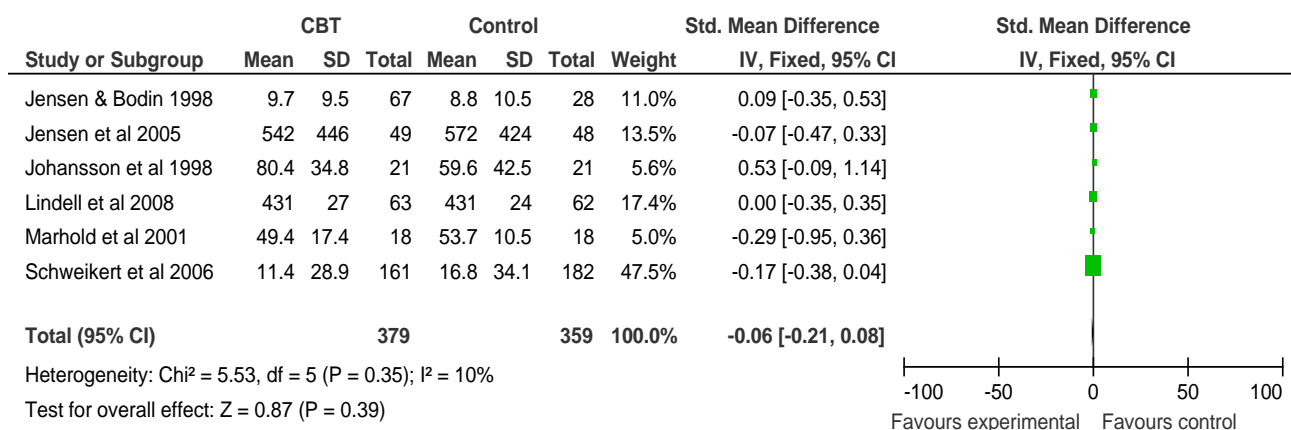 CBT Control Std. Mean Difference Std. Mean Difference
Study or Subgroup Mean SD Total Mean SD Total Weight IV, Fixed, 95% CI IV, Fixed, 95% CI
Jensen & Bodin 1998 9.7 9.5 67 8.8 10.5 28 11.0% 0.09 [-0.35, 0.53]
Jensen et al 2005 542 446 49 572 424 48 13.5% -0.07 [-0.47, 0.33]
Johansson et al 1998 80.4 34.8 21 59.6 42.5 21 5.6% 0.53 [-0.09, 1.14]
Lindell et al 2008 431 27 63 431 24 62 17.4% 0.00 [-0.35, 0.35]
Marhold et al 2001 49.4 17.4 18 53.7 10.5 18 5.0% -0.29 [-0.95, 0.36]
Schweikert et al 2006 11.4 28.9 161 16.8 34.1 182 47.5% -0.17 [-0.38, 0.04]
Total (95% CI) 379 359 100.0% -0.06 [-0.21, 0.08]
Heterogeneity: Chi² = 5.53, df = 5 (P = 0.35); I² = 10%
Test for overall effect: Z = 0.87 (P = 0.39)
-100 -50 0 50 100
Favours experimental Favours control